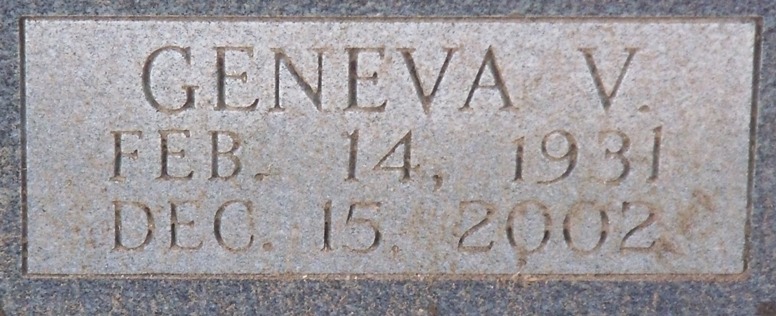 GENEVA V.
FEB. 14, 1931
DEC. 15, 2002